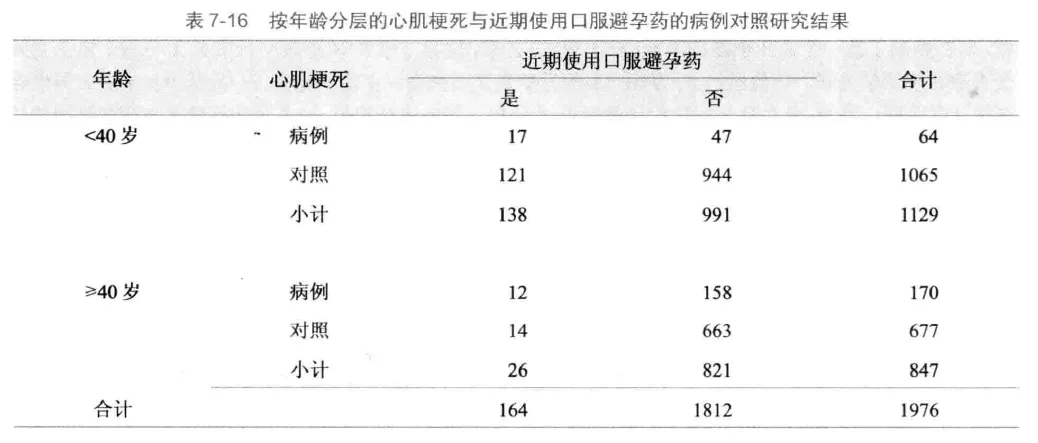 表 7-16 按年龄分层的心肌梗死与近期使用口服避孕药的病例对照研究结果
年龄 心肌梗死 近期使用口服避孕药 合计
是 否
<40 岁 病例 17 47 64
对照 121 944 1065
小计 138 991 1129
≥40 岁 病例 12 158 170
对照 14 663 677
小计 26 821 847
合计 164 1812 1976